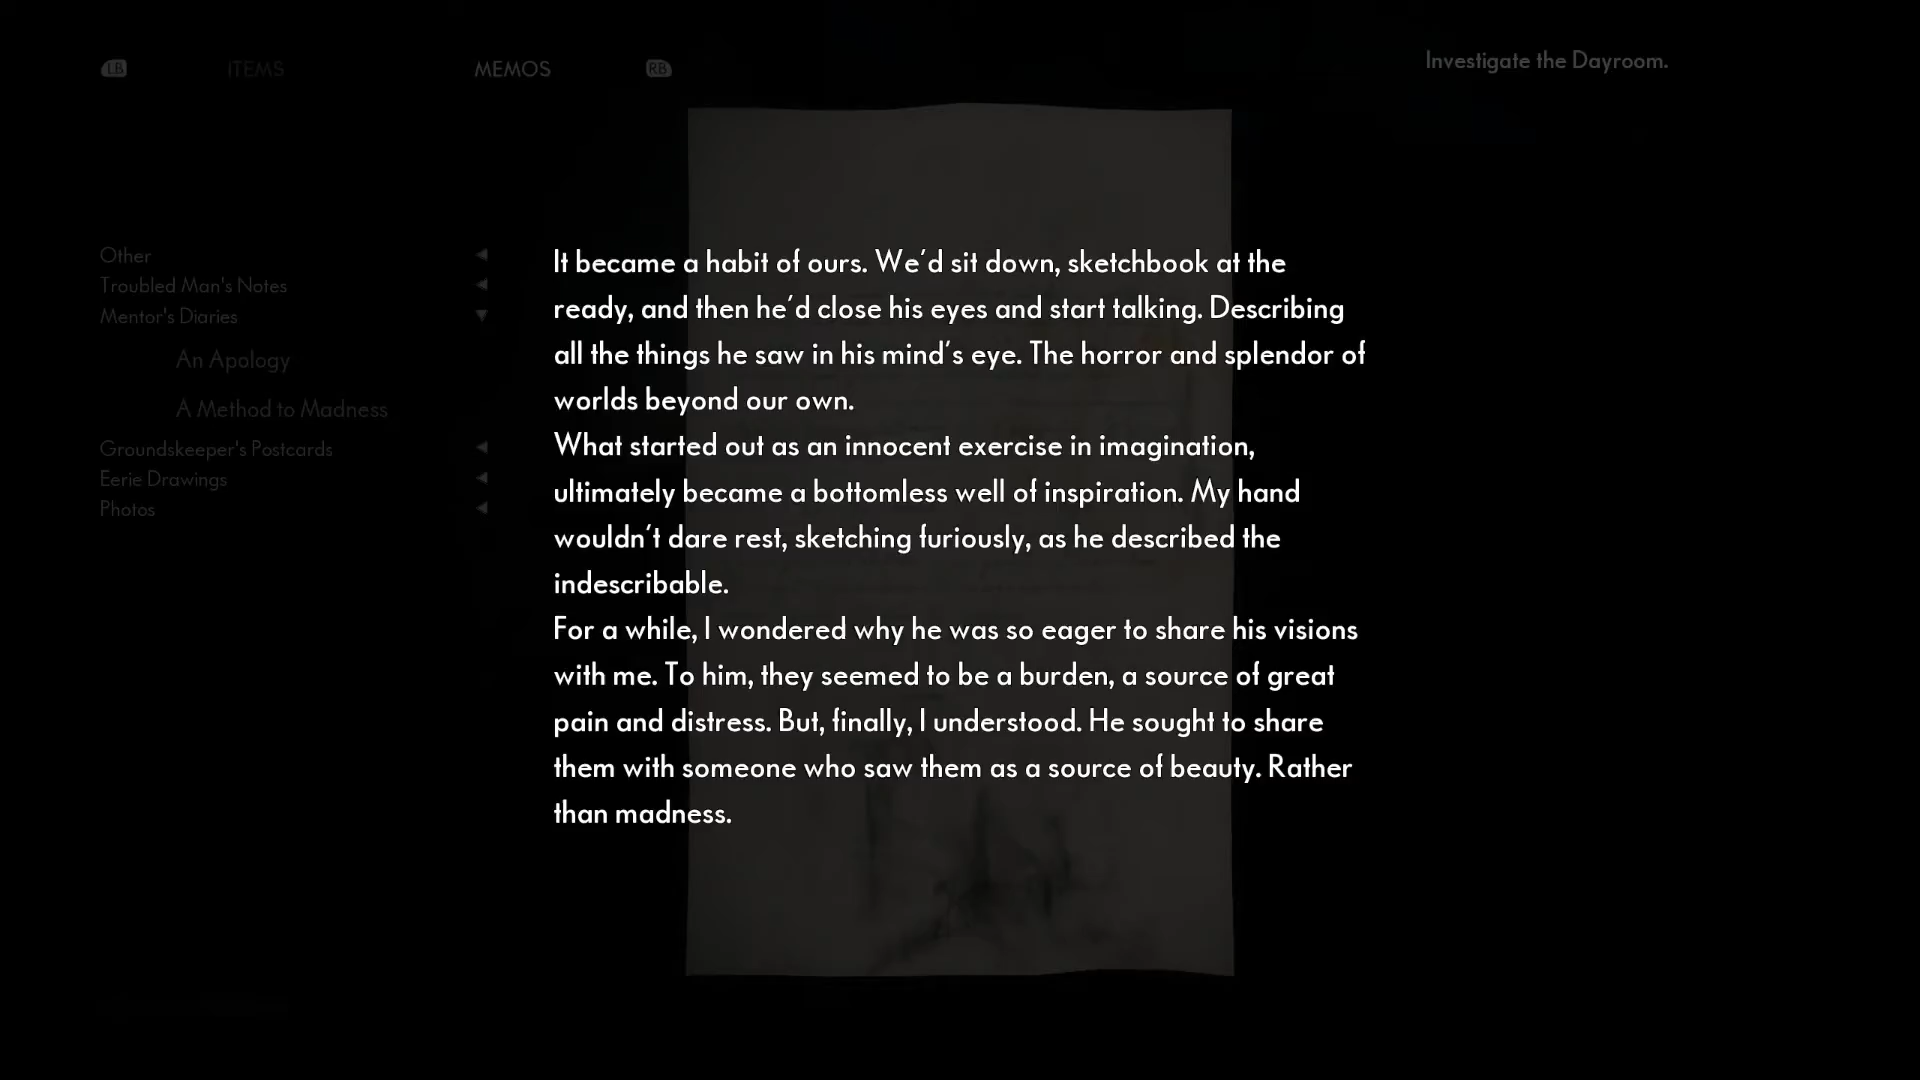 LB
ITEMS
MEMOS
RB
Investigate the Dayroom.
Other
Troubled Man's Notes
Mentor's Diaries
An Apology
A Method to Madness
Groundskeeper's Postcards
Eerie Drawings
Photos
It became a habit of ours. We'd sit down, sketchbook at the
ready, and then he'd close his eyes and start talking. Describing
all the things he saw in his mind's eye. The horror and splendor of
worlds beyond our own.
What started out as an innocent exercise in imagination,
ultimately became a bottomless well of inspiration. My hand
wouldn't dare rest, sketching furiously, as he described the
indescribable.
For a while, I wondered why he was so eager to share his visions
with me. To him, they seemed to be a burden, a source of great
pain and distress. But, finally, I understood. He sought to share
them with someone who saw them as a source of beauty. Rather
than madness.